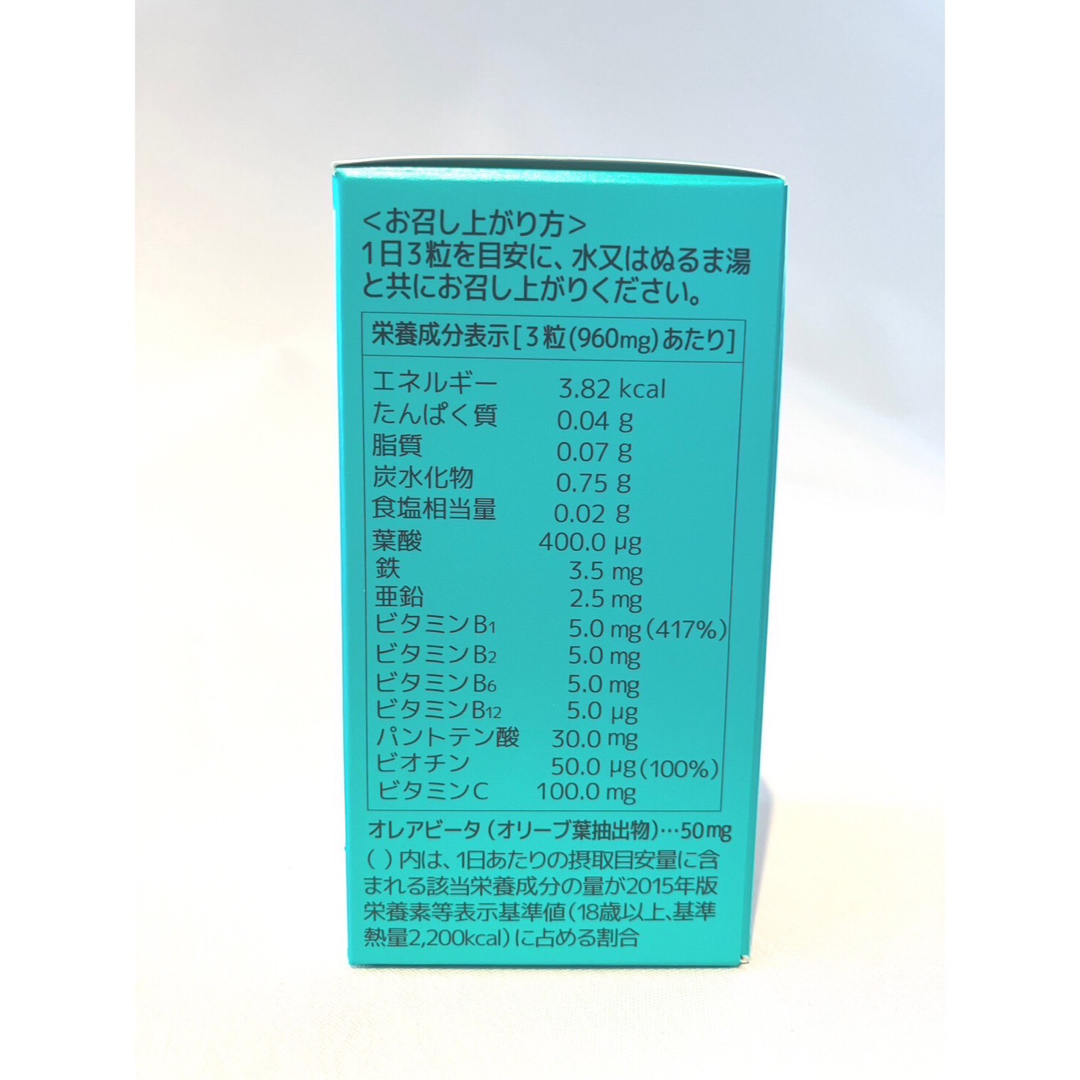 <お召し上がり方>
1日3粒を目安に、水又はぬるま湯
と共にお召し上がりください。
栄養成分表示[3粒(960mg)あたり]
エネルギー 3.82 kcal
たんぱく質 0.04 g
脂質 0.07 g
炭水化物 0.75 g
食塩相当量 0.02 g
葉酸 400.0 μg
鉄 3.5 mg
亜鉛 2.5 mg
ビタミンB1 5.0 mg(417%)
ビタミンB2 5.0 mg
ビタミンB6 5.0 mg
ビタミンB12 5.0 μg
パントテン酸 30.0 mg
ビオチン 50.0 μg(100%)
ビタミンC 100.0 mg
オレアビータ(オリーブ葉抽出物)…50mg
( )内は、1日あたりの摂取目安量に含
まれる該当栄養成分の量が2015年版
栄養素等表示基準値(18歳以上、基準
熱量2,200kcal)に占める割合